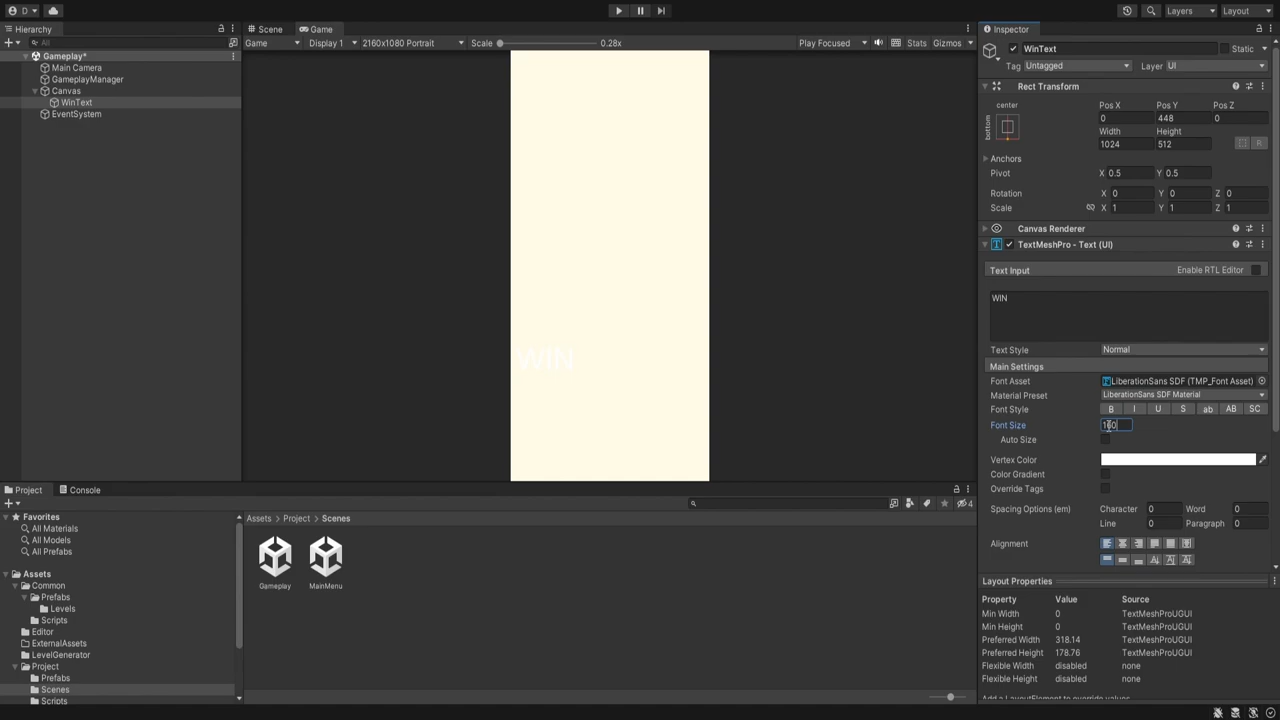 D
Layers
Layout
Hierarchy
All
Gameplay*
Main Camera
GameplayManager
Canvas
WinText
EventSystem
Scene
Game
Game
Display 1
2160x1080 Portrait
Scale
0.28x
Play Focused
Stats
Gizmos
WIN
Inspector
WinText
Static
Tag
Untagged
Layer
UI
Rect Transform
center
bottom
Pos X
Pos Y
Pos Z
0
448
0
Width
Height
1024
512
R
Anchors
Pivot
X 0.5
Y 0.5
Rotation
X 0
Y 0
Z 0
Scale
X 1
Y 1
Z 1
Canvas Renderer
TextMeshPro - Text (UI)
Text Input
Enable RTL Editor
WIN
Text Style
Normal
Main Settings
Font Asset
LiberationSans SDF (TMP_Font Asset)
Material Preset
LiberationSans SDF Material
Font Style
B I U S ab AB SC
Font Size
Auto Size
Vertex Color
Color Gradient
Override Tags
Spacing Options (em)
Character 0
Word 0
Line 0
Paragraph 0
Alignment
Layout Properties
Property Value Source
Min Width 0 TextMeshProUGUI
Min Height 0 TextMeshProUGUI
Preferred Width 318.14 TextMeshProUGUI
Preferred Height 178.76 TextMeshProUGUI
Flexible Width disabled none
Flexible Height disabled none
Add a LayoutElement to override values
Project
Console
4
Favorites
All Materials
All Models
All Prefabs
Assets
Common
Prefabs
Levels
Scripts
Editor
ExternalAssets
LevelGenerator
Project
Prefabs
Scenes
Scripts
Assets > Project > Scenes
Gameplay
MainMenu